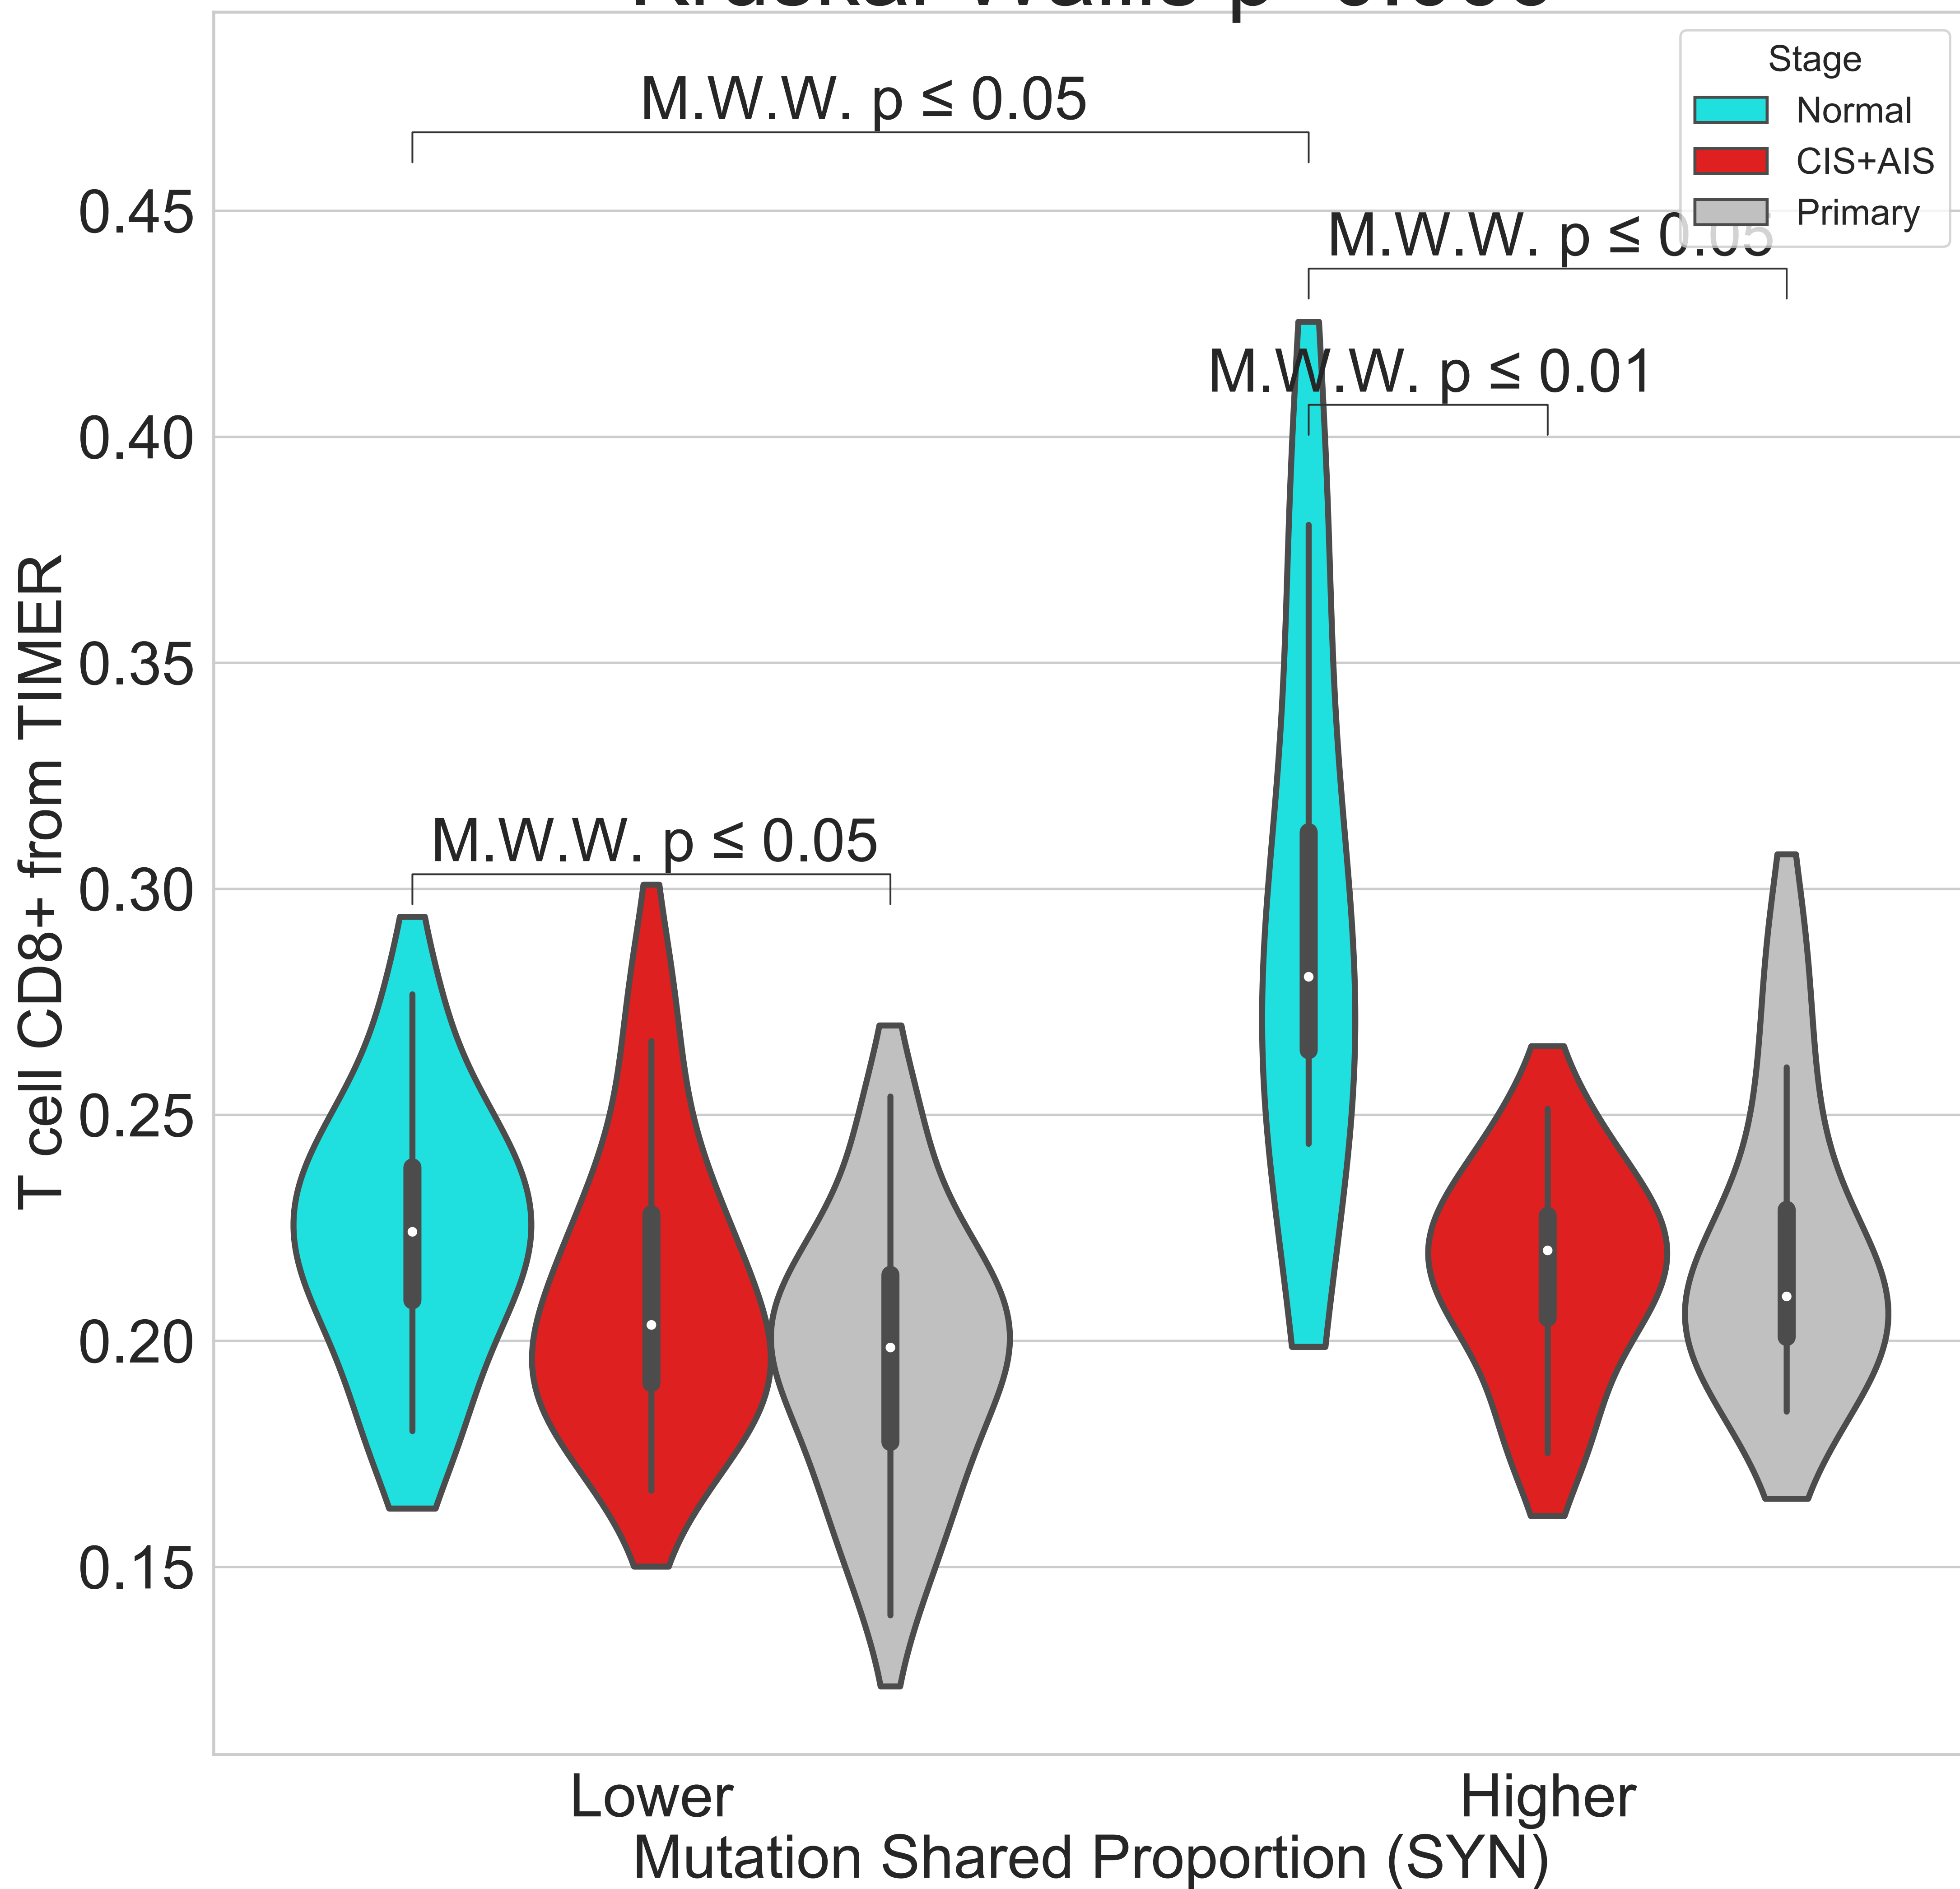 M.W.W. p ≤ 0.05
Stage
Normal
CIS+AIS
Primary
M.W.W. p ≤ 0.05
M.W.W. p ≤ 0.01
M.W.W. p ≤ 0.05
0.45
0.40
0.35
0.30
0.25
0.20
0.15
T cell CD8+ from TIMER
Lower
Higher
Mutation Shared Proportion (SYN)